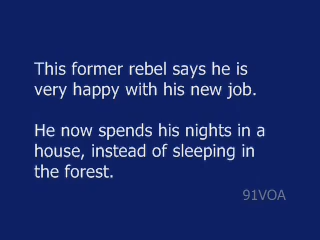 This former rebel says he is
very happy with his new job.
He now spends his nights in a
house, instead of sleeping in
the forest.
91VOA